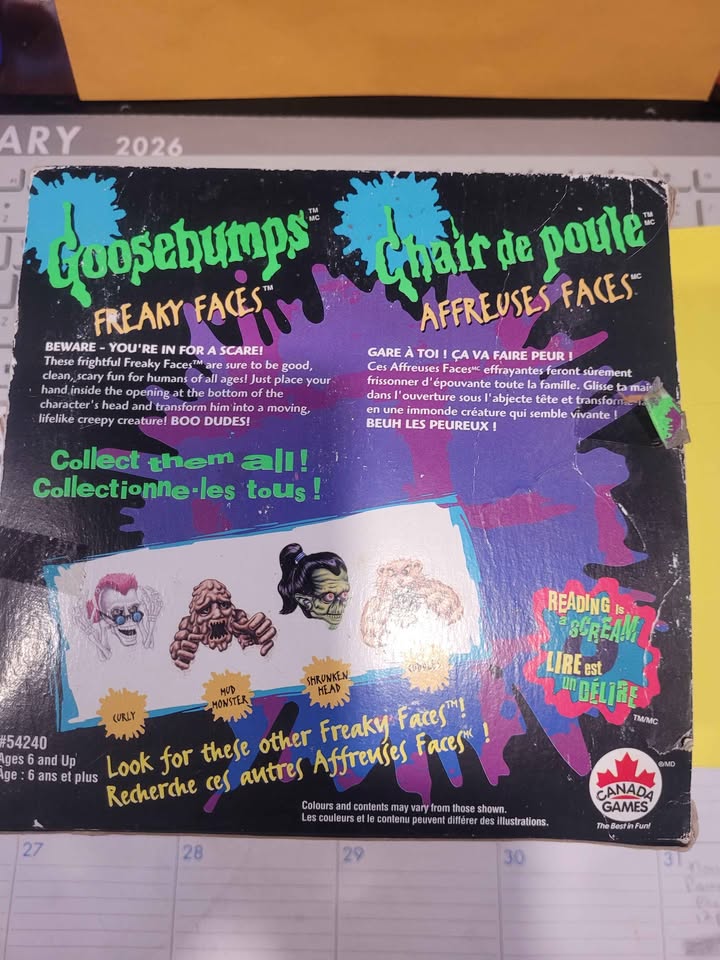 ARY 2026
Goosebumps™
MC
FREAKY FACES™
BEWARE - YOU'RE IN FOR A SCARE!
These frightful Freaky Faces™ are sure to be good,
clean, scary fun for humans of all ages! Just place your
hand inside the opening at the bottom of the
character's head and transform him into a moving,
lifelike creepy creature! BOO DUDES!
Chair de poule™
MC
AFFREUSES FACES MC
GARE À TOI ! ÇA VA FAIRE PEUR !
Ces Affreuses Faces MC effrayantes feront sûrement
frissonner d'épouvante toute la famille. Glisse ta mai
dans l'ouverture sous l'abjecte tête et transform
en une immonde créature qui semble vivante !
BEUH LES PEUREUX !
Collect them all!
Collectionne-les tous !
CURLY
MUD
MONSTER
SHRUNKEN
HEAD
CUDDLES
READING is
a SCREAM
LIRE est
un DÉLIRE
TM/MC
#54240
Ages 6 and Up
Âge : 6 ans et plus
Look for these other Freaky Faces™!
Recherche ces autres Affreuses Faces MC !
Colours and contents may vary from those shown.
Les couleurs et le contenu peuvent différer des illustrations.
®/MD
CANADA
GAMES
The Best in Fun!
27 28 29 30 31